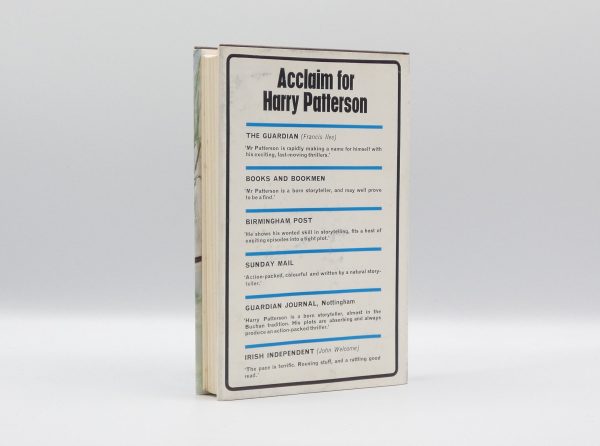 Acclaim for
Harry Patterson
THE GUARDIAN (Francis Iles)
'Mr Patterson is rapidly making a name for himself with
his exciting, fast-moving thrillers.'
BOOKS AND BOOKMEN
'Mr Patterson is a born storyteller, and may well prove
to be a find.'
BIRMINGHAM POST
'He shows his wonted skill in storytelling, fits a host of
exciting episodes into a tight plot.'
SUNDAY MAIL
'Action-packed, colourful and written by a natural story-
teller.'
GUARDIAN JOURNAL, Nottingham
'Harry Patterson is a born storyteller, almost in the
Buchan tradition. His plots are absorbing and always
produce an action-packed thriller.'
IRISH INDEPENDENT (John Welcome)
'The pace is terrific. Rousing stuff, and a rattling good
read.'